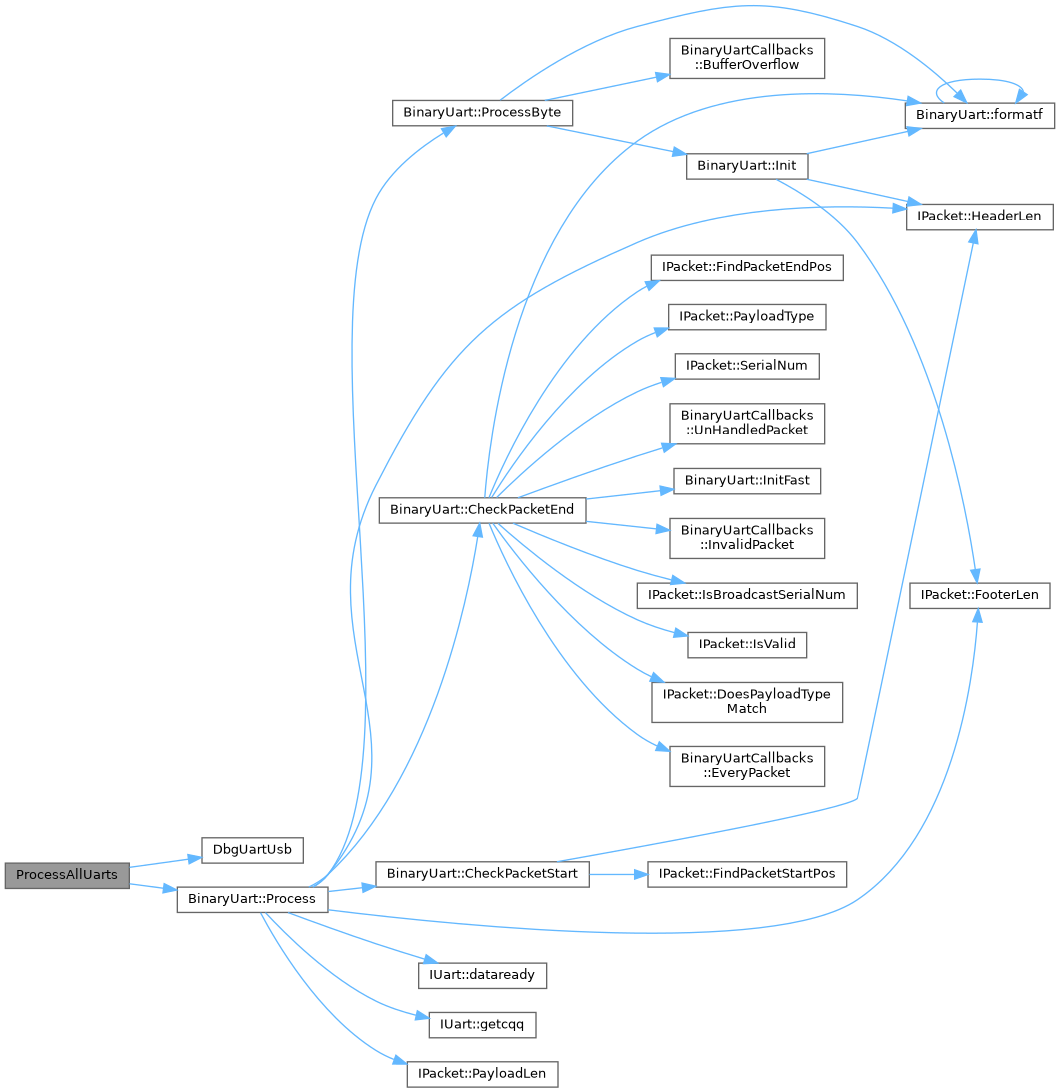 BinaryUartCallbacks
::BufferOverflow
BinaryUart::ProcessByte
BinaryUart::formatf
BinaryUart::Init
IPacket::HeaderLen
IPacket::FindPacketEndPos
IPacket::PayloadType
IPacket::SerialNum
BinaryUartCallbacks
::UnHandledPacket
BinaryUart::InitFast
BinaryUart::CheckPacketEnd
BinaryUartCallbacks
::InvalidPacket
IPacket::IsBroadcastSerialNum
IPacket::FooterLen
IPacket::IsValid
IPacket::DoesPayloadType
Match
BinaryUartCallbacks
::EveryPacket
DbgUartUsb
ProcessAllUarts
BinaryUart::CheckPacketStart
IPacket::FindPacketStartPos
BinaryUart::Process
IUart::dataready
IUart::getcqq
IPacket::PayloadLen